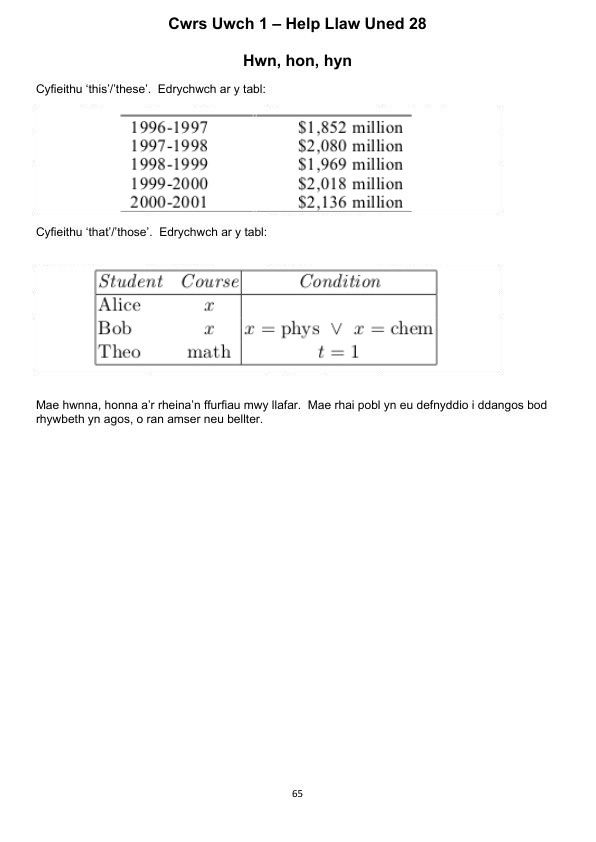 Cwrs Uwch 1 – Help Llaw Uned 28
Hwn, hon, hyn
Cyfieithu ‘this’/’these’. Edrychwch ar y tabl:
1996-1997 $1,852 million
1997-1998 $2,080 million
1998-1999 $1,969 million
1999-2000 $2,018 million
2000-2001 $2,136 million
Cyfieithu ‘that’/’those’. Edrychwch ar y tabl:
Student Course Condition
Alice x
Bob x x = phys ∨ x = chem
Theo math t = 1
Mae hwnna, honna a’r rheina’n ffurfiau mwy llafar. Mae rhai pobl yn eu defnyddio i ddangos bod
rhywbeth yn agos, o ran amser neu bellter.
65